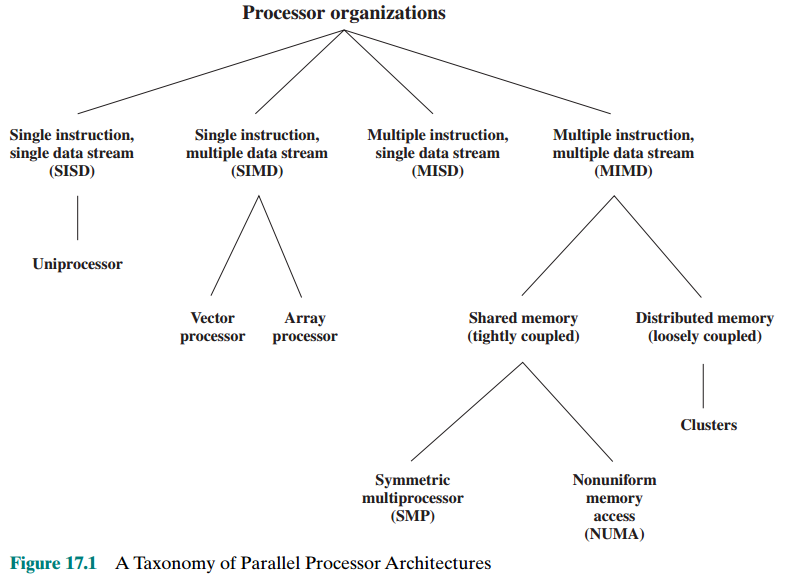 Processor organizations
Single instruction,
single data stream
(SISD)
Single instruction,
multiple data stream
(SIMD)
Multiple instruction,
single data stream
(MISD)
Multiple instruction,
multiple data stream
(MIMD)
Uniprocessor
Vector
processor
Array
processor
Shared memory
(tightly coupled)
Distributed memory
(loosely coupled)
Clusters
Symmetric
multiprocessor
(SMP)
Nonuniform
memory
access
(NUMA)
Figure 17.1 A Taxonomy of Parallel Processor Architectures